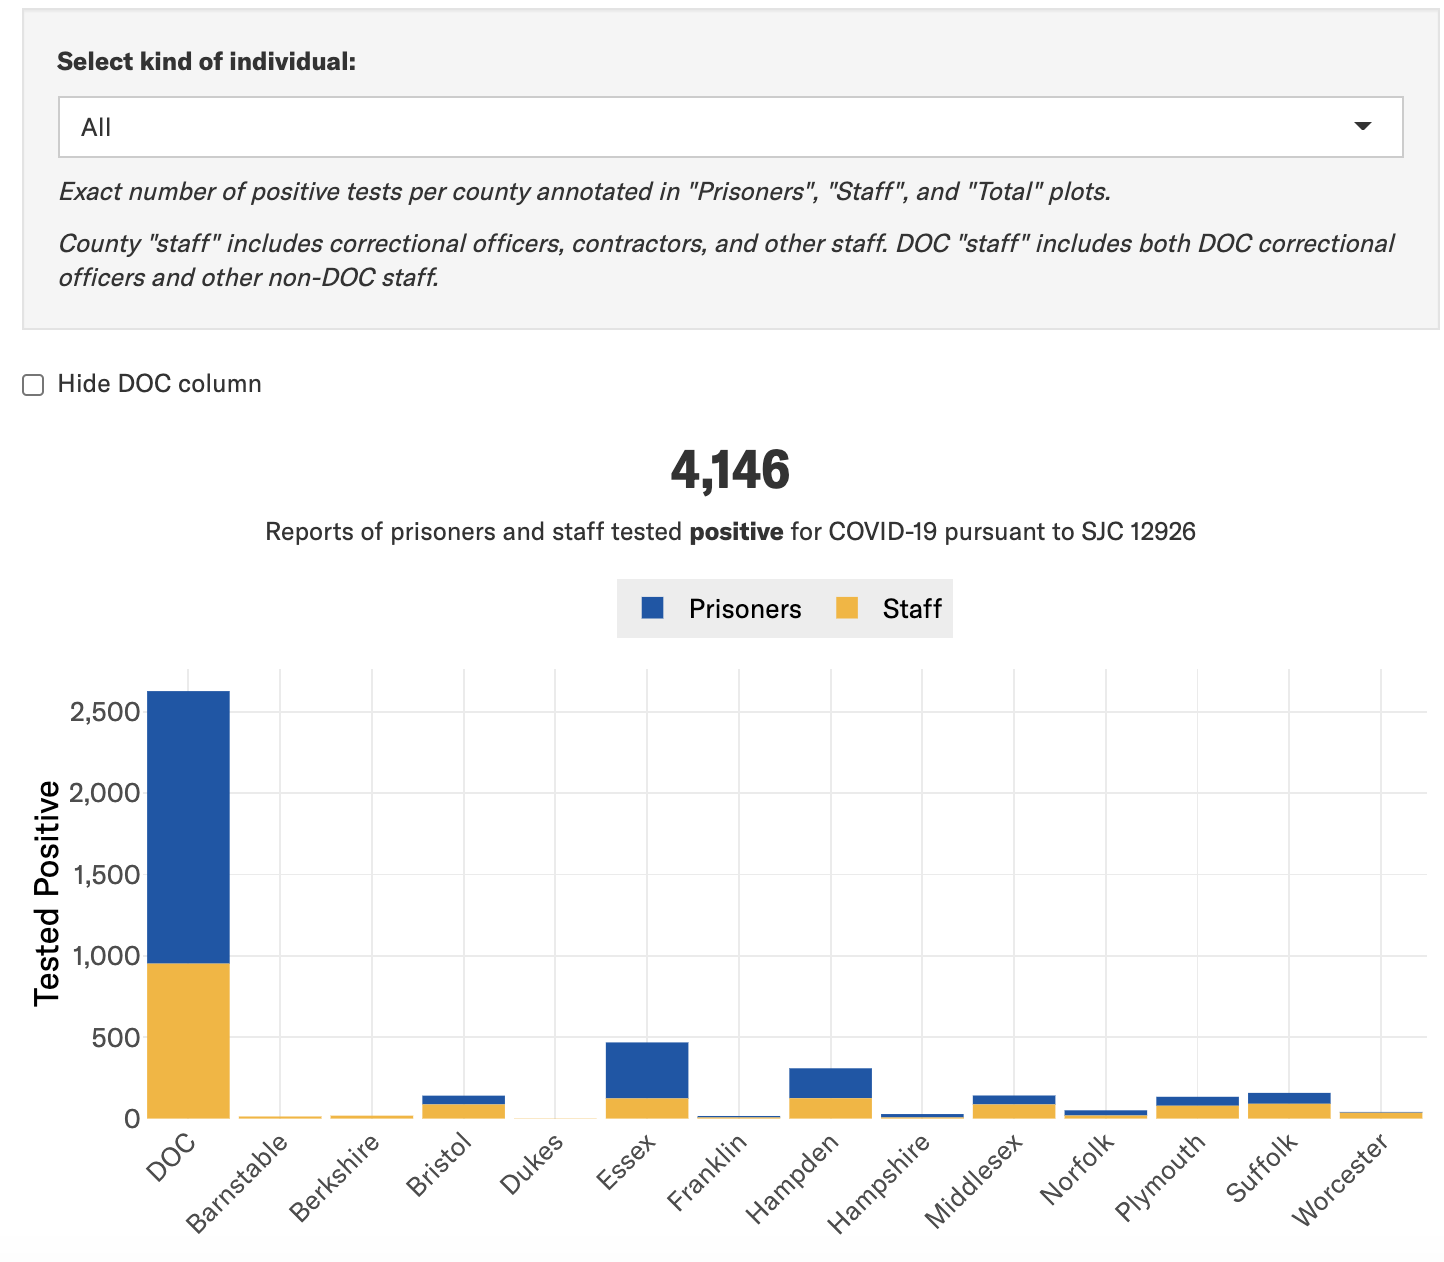 Select kind of individual:
All
Exact number of positive tests per county annotated in "Prisoners", "Staff", and "Total" plots.
County "staff" includes correctional officers, contractors, and other staff. DOC "staff" includes both DOC correctional
officers and other non-DOC staff.
Hide DOC column
4,146
Reports of prisoners and staff tested positive for COVID-19 pursuant to SJC 12926
Prisoners
Staff
Tested Positive
2,500
2,000
1,500
1,000
500
0
DOC
Barnstable
Berkshire
Bristol
Dukes
Essex
Franklin
Hampden
Hampshire
Middlesex
Norfolk
Plymouth
Suffolk
Worcester